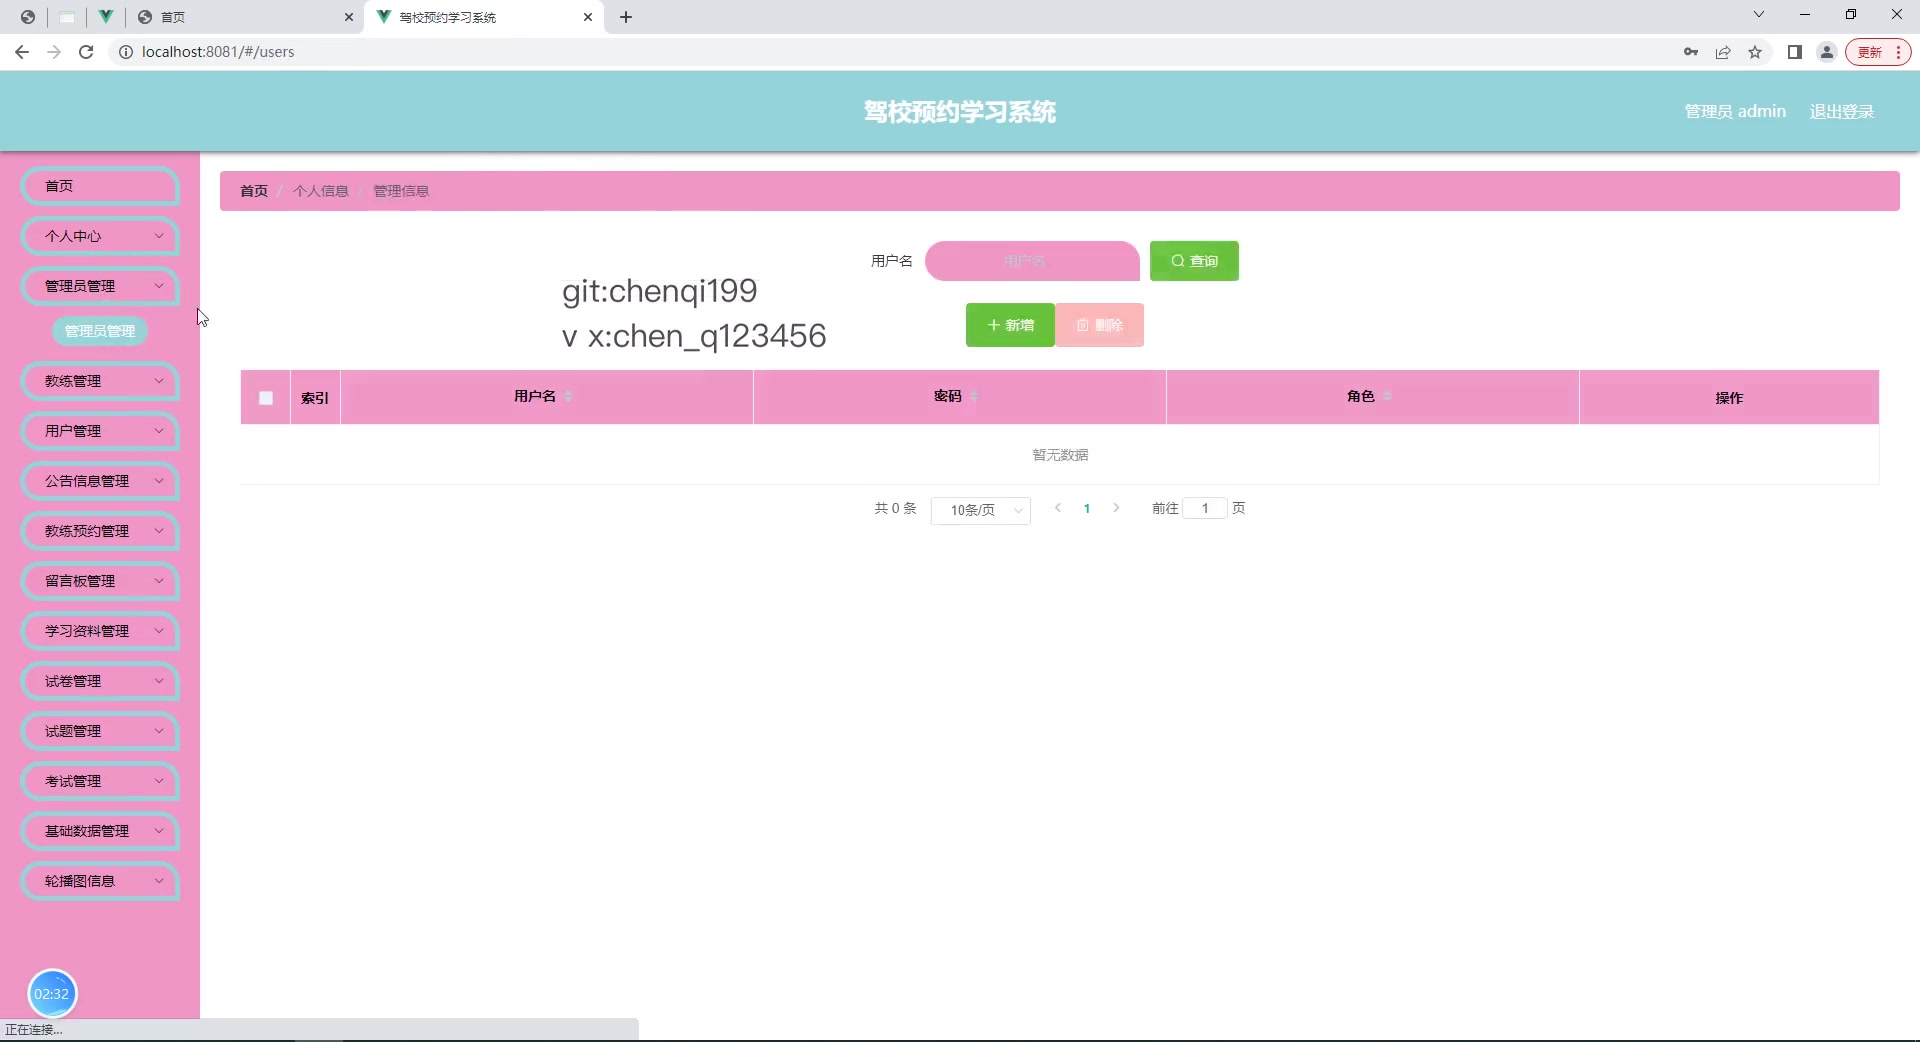 首页
驾校预约学习系统
localhost:8081/#/users
更新
驾校预约学习系统
管理员 admin
退出登录
首页
个人中心
管理员管理
管理员管理
教练管理
用户管理
公告信息管理
教练预约管理
留言板管理
学习资料管理
试卷管理
试题管理
考试管理
基础数据管理
轮播图信息
首页 / 个人信息 / 管理信息
用户名 用户名 查询
git:chenqi199
v x:chen_q123456
新增 删除
索引 用户名 密码 角色 操作
暂无数据
共 0 条 10条/页 1 前往 1 页
02:32
正在连接...